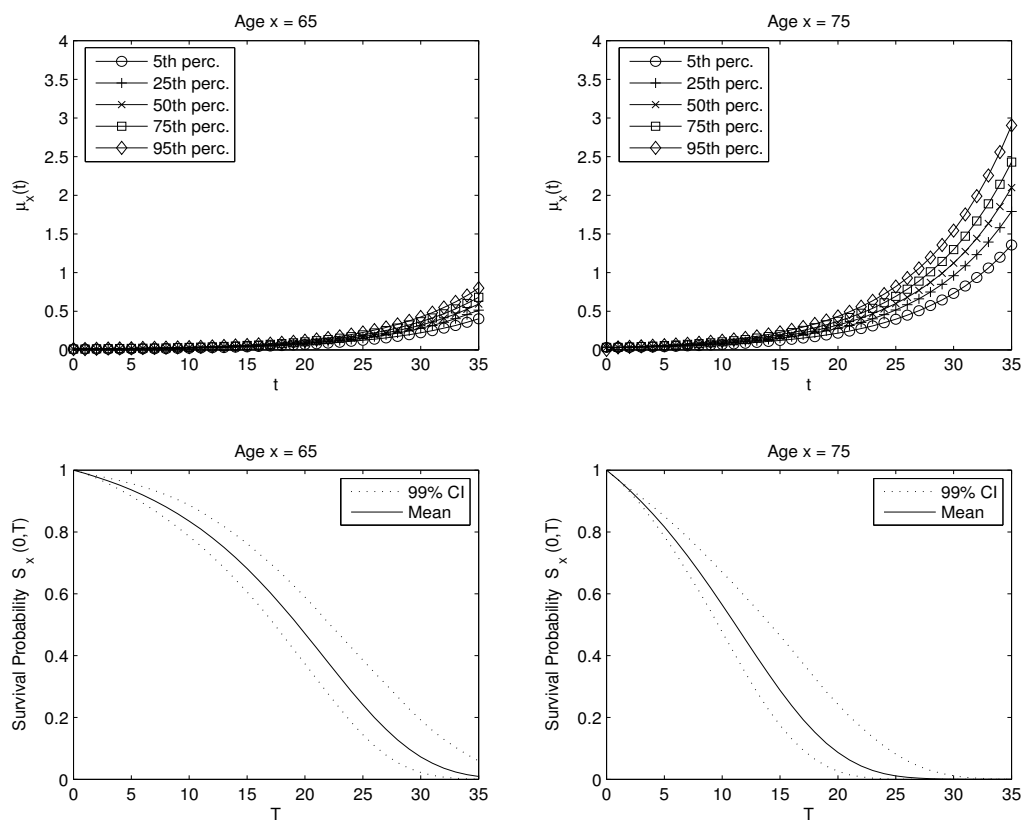 Age x = 65
4
3.5
3
2.5
2
1.5
1
0.5
0
μx(t)
5th perc.
25th perc.
50th perc.
75th perc.
95th perc.
0 5 10 15 20 25 30 35
t
Age x = 75
4
3.5
3
2.5
2
1.5
1
0.5
0
μx(t)
5th perc.
25th perc.
50th perc.
75th perc.
95th perc.
0 5 10 15 20 25 30 35
t
Age x = 65
1
0.8
0.6
0.4
0.2
0
Survival Probability Sx (0,T)
99% CI
Mean
0 5 10 15 20 25 30 35
T
Age x = 75
1
0.8
0.6
0.4
0.2
0
Survival Probability Sx (0,T)
99% CI
Mean
0 5 10 15 20 25 30 35
T